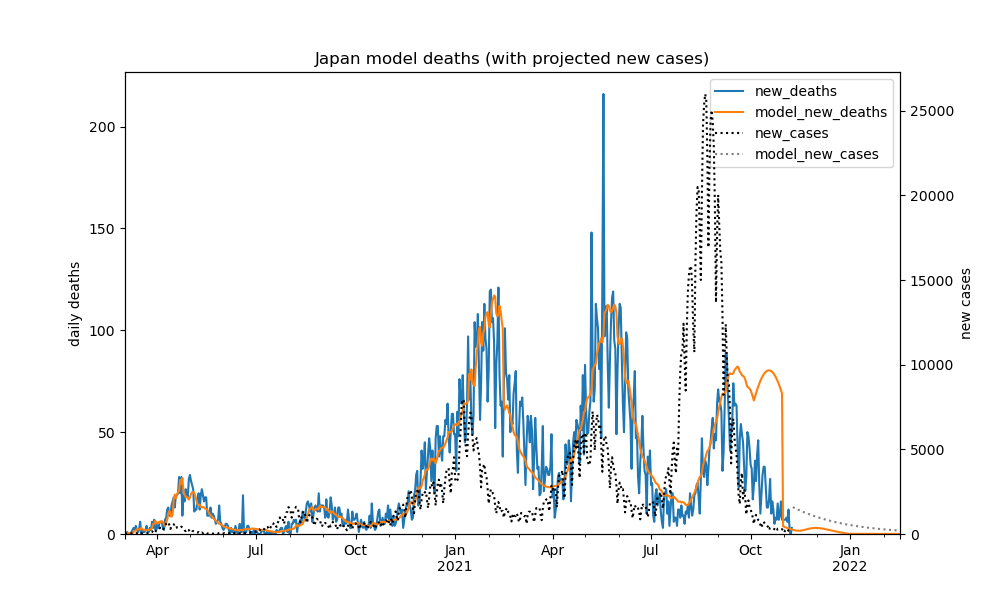 Japan model deaths (with projected new cases)
new_deaths
model_new_deaths
new_cases
model_new_cases
daily deaths
200
150
100
50
0
new cases
25000
20000
15000
10000
5000
0
Apr
Jul
Oct
Jan
2021
Apr
Jul
Oct
Jan
2022